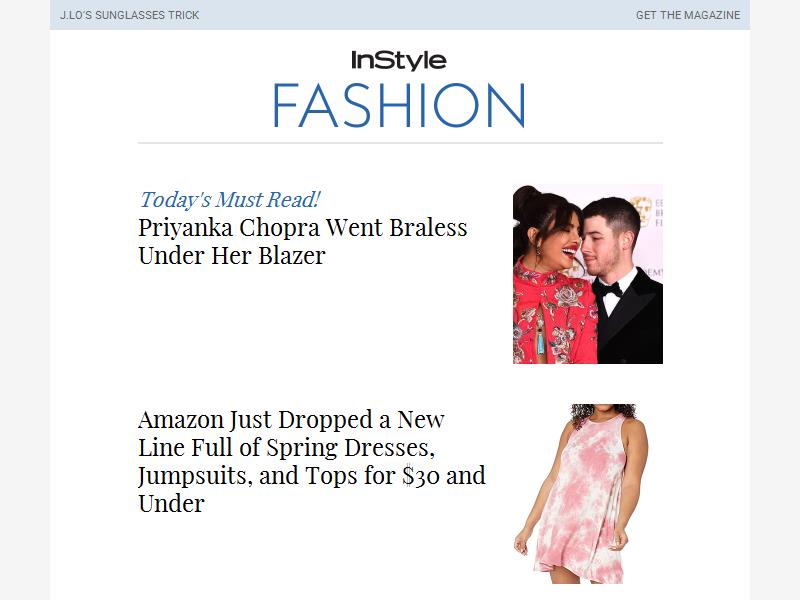 J.LO'S SUNGLASSES TRICK
GET THE MAGAZINE
InStyle
FASHION
Today's Must Read!
Priyanka Chopra Went Braless
Under Her Blazer
Amazon Just Dropped a New
Line Full of Spring Dresses,
Jumpsuits, and Tops for $30 and
Under